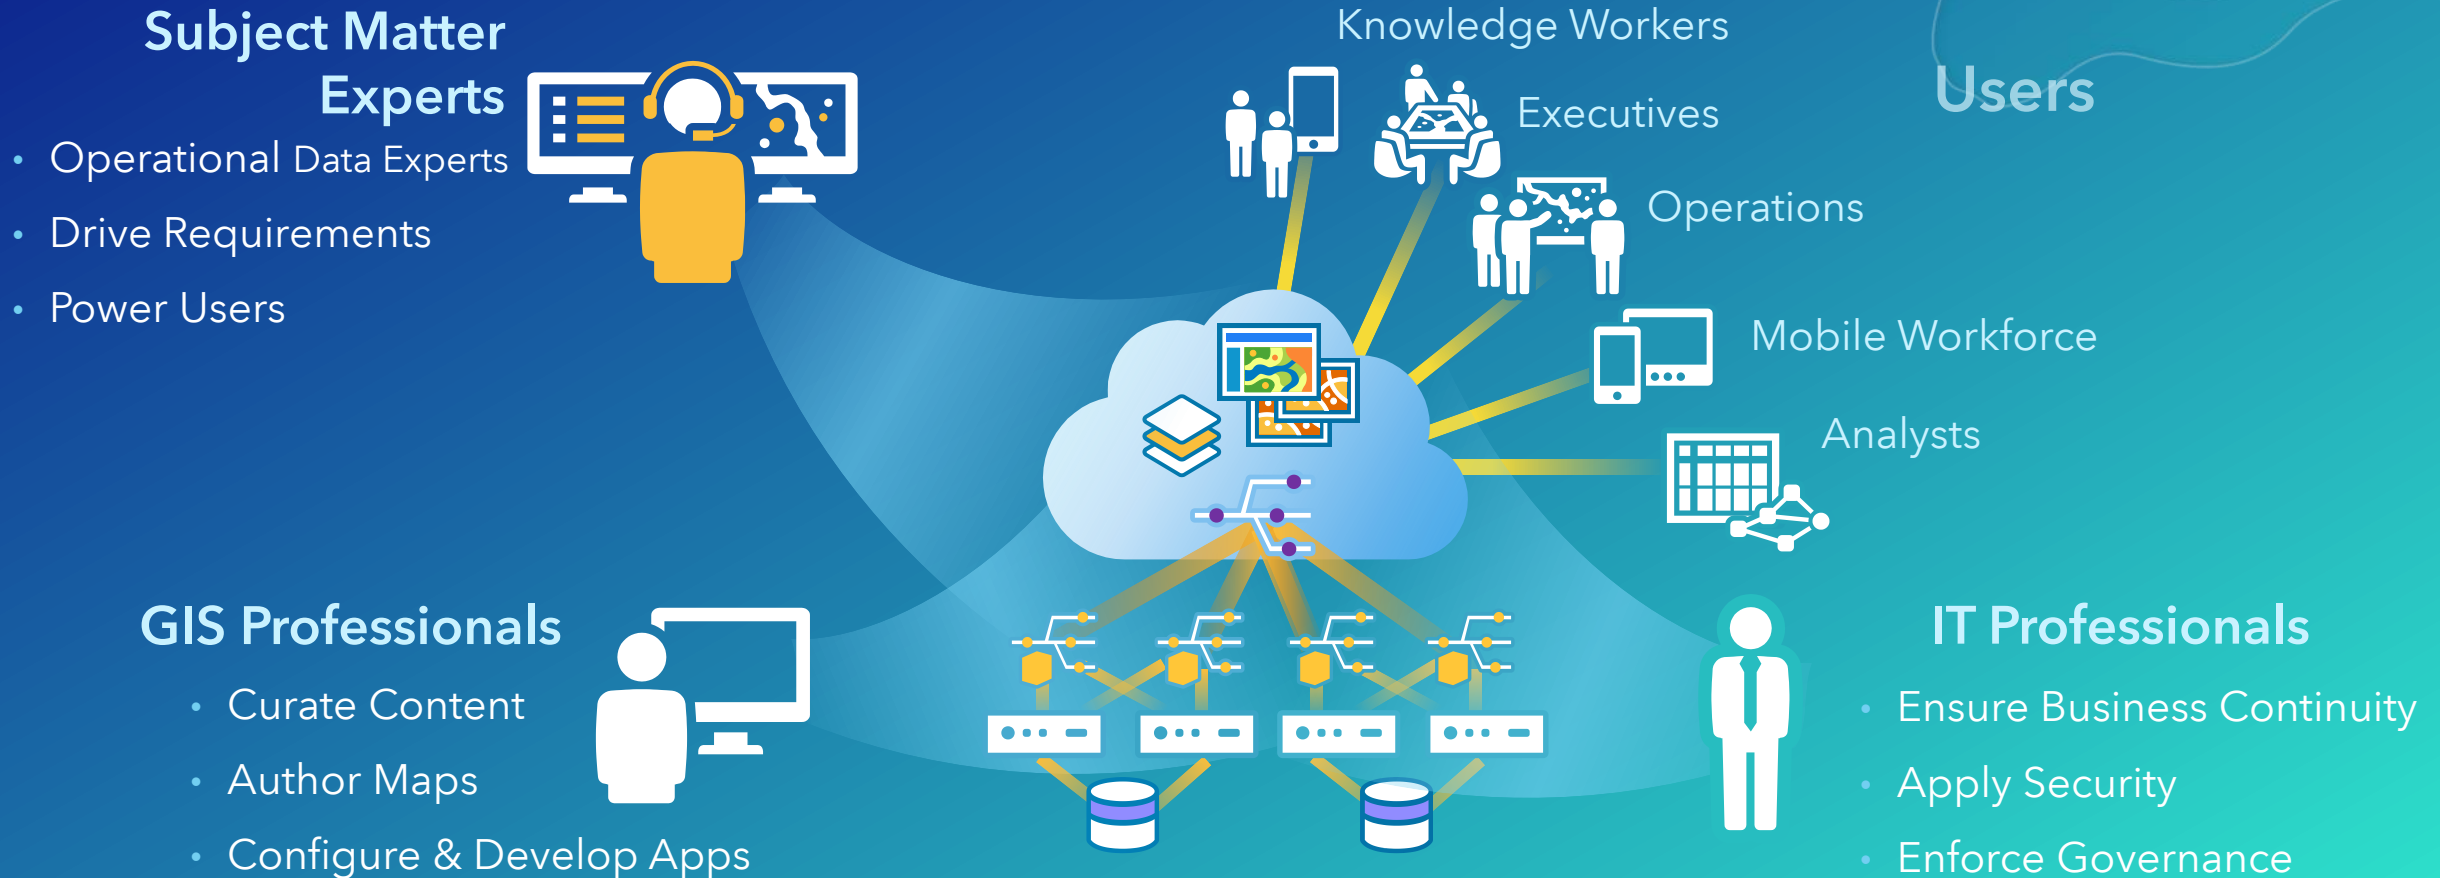 Subject Matter
Experts
• Operational Data Experts
• Drive Requirements
• Power Users
Knowledge Workers
Executives
Operations
Mobile Workforce
Analysts
Users
GIS Professionals
• Curate Content
• Author Maps
• Configure & Develop Apps
IT Professionals
• Ensure Business Continuity
• Apply Security
• Enforce Governance